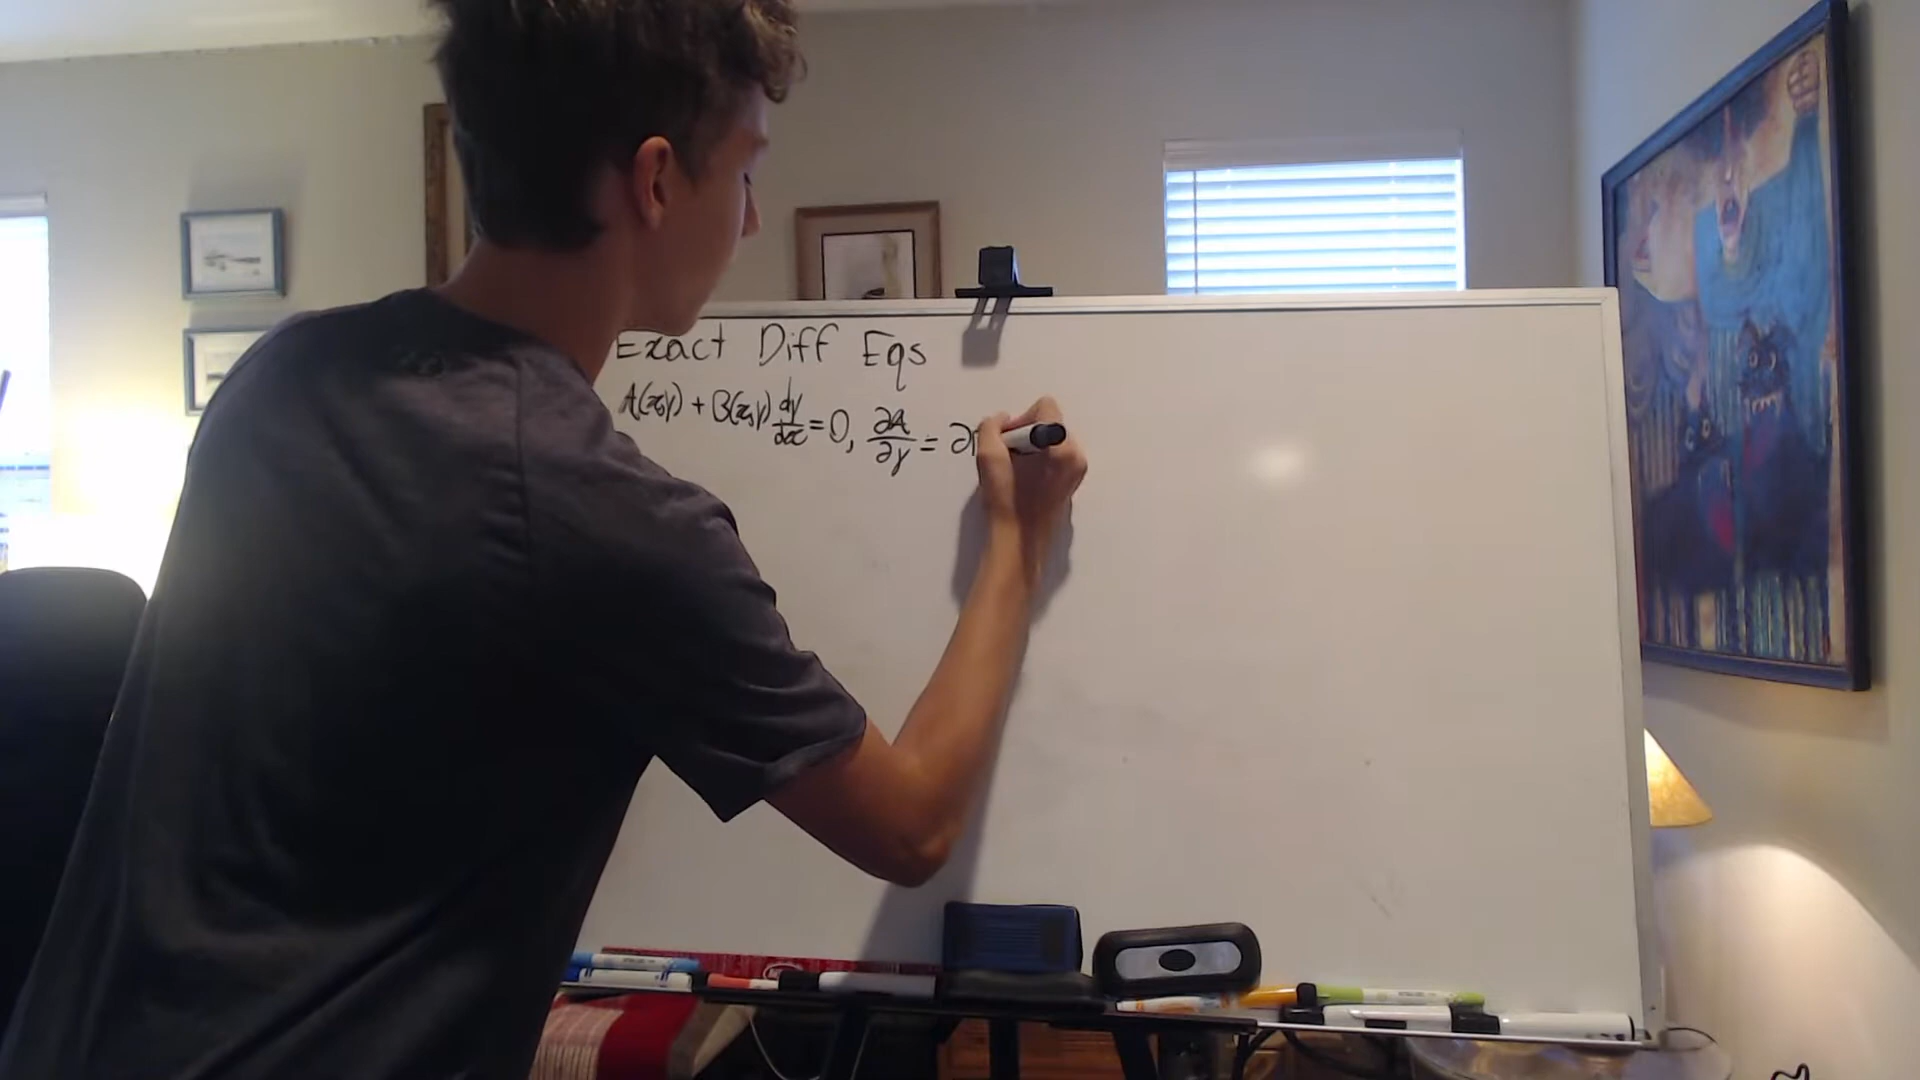 Exact Diff Eqs
A(x,y) + B(x,y) dy/dx = 0, ∂A/∂y = ∂